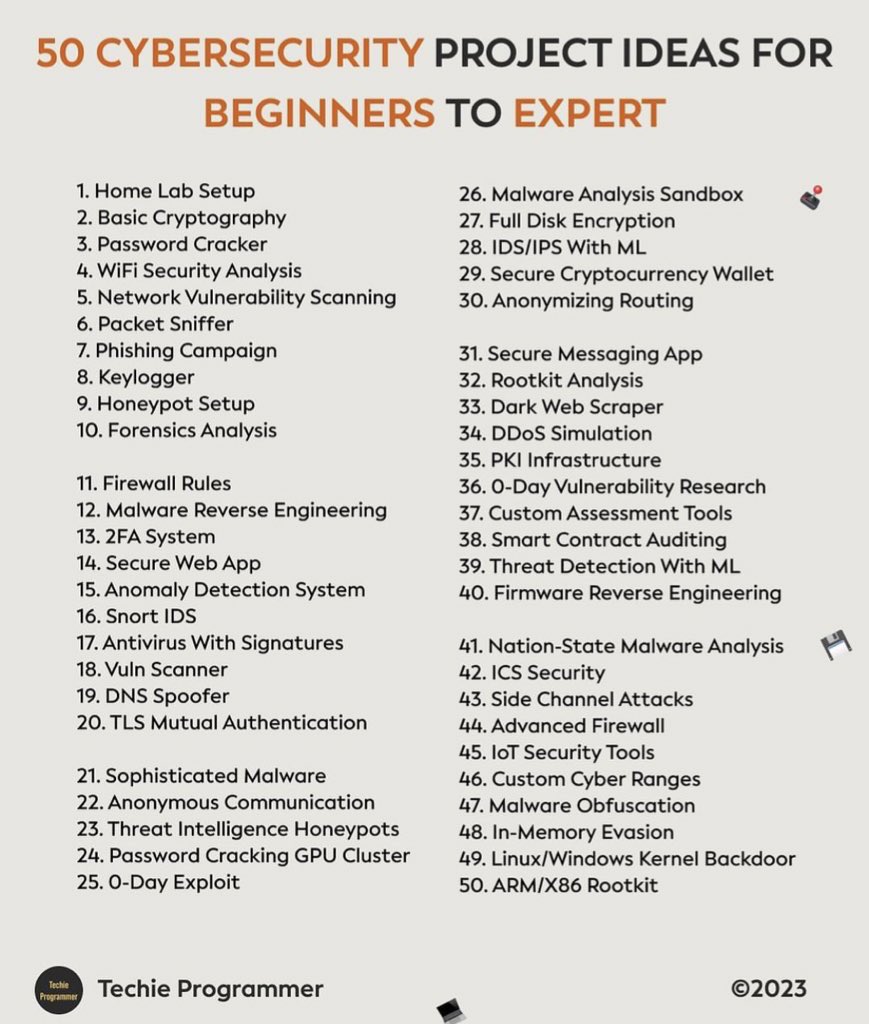 50 CYBERSECURITY PROJECT IDEAS FOR
BEGINNERS TO EXPERT
1. Home Lab Setup
2. Basic Cryptography
3. Password Cracker
4. WiFi Security Analysis
5. Network Vulnerability Scanning
6. Packet Sniffer
7. Phishing Campaign
8. Keylogger
9. Honeypot Setup
10. Forensics Analysis
11. Firewall Rules
12. Malware Reverse Engineering
13. 2FA System
14. Secure Web App
15. Anomaly Detection System
16. Snort IDS
17. Antivirus With Signatures
18. Vuln Scanner
19. DNS Spoofer
20. TLS Mutual Authentication
21. Sophisticated Malware
22. Anonymous Communication
23. Threat Intelligence Honeypots
24. Password Cracking GPU Cluster
25. 0-Day Exploit
26. Malware Analysis Sandbox
27. Full Disk Encryption
28. IDS/IPS With ML
29. Secure Cryptocurrency Wallet
30. Anonymizing Routing
31. Secure Messaging App
32. Rootkit Analysis
33. Dark Web Scraper
34. DDoS Simulation
35. PKI Infrastructure
36. 0-Day Vulnerability Research
37. Custom Assessment Tools
38. Smart Contract Auditing
39. Threat Detection With ML
40. Firmware Reverse Engineering
41. Nation-State Malware Analysis
42. ICS Security
43. Side Channel Attacks
44. Advanced Firewall
45. IoT Security Tools
46. Custom Cyber Ranges
47. Malware Obfuscation
48. In-Memory Evasion
49. Linux/Windows Kernel Backdoor
50. ARM/X86 Rootkit
Techie
Programmer
Techie Programmer
©2023